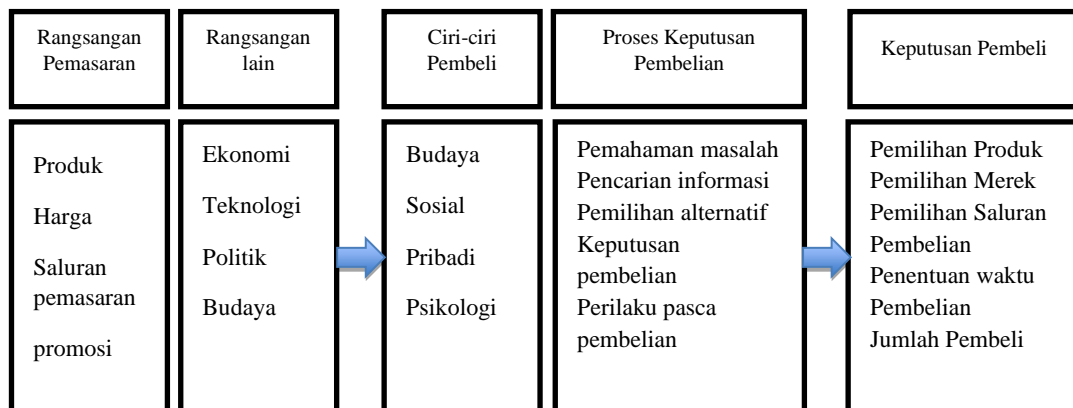 Rangsangan
Pemasaran
Rangsangan
lain
Ciri-ciri
Pembeli
Proses Keputusan
Pembelian
Keputusan Pembeli
Produk
Harga
Saluran
pemasaran
promosi
Ekonomi
Teknologi
Politik
Budaya
Budaya
Sosial
Pribadi
Psikologi
Pemahaman masalah
Pencarian informasi
Pemilihan alternatif
Keputusan
pembelian
Perilaku pasca
pembelian
Pemilihan Produk
Pemilihan Merek
Pemilihan Saluran
Pembelian
Penentuan waktu
Pembelian
Jumlah Pembeli